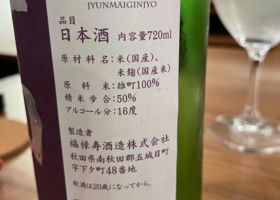 JYUNMAIGINJYO
品目
日本酒 内容量720ml
原材料名:米(国産)、
米麹(国産米)
原料米:雄町100%
精米歩合:50%
アルコール分:16度
製造者
福禄寿酒造株式会社
秋田県南秋田郡五城目町
字下夕町48番地
飲酒は20歳になってから。